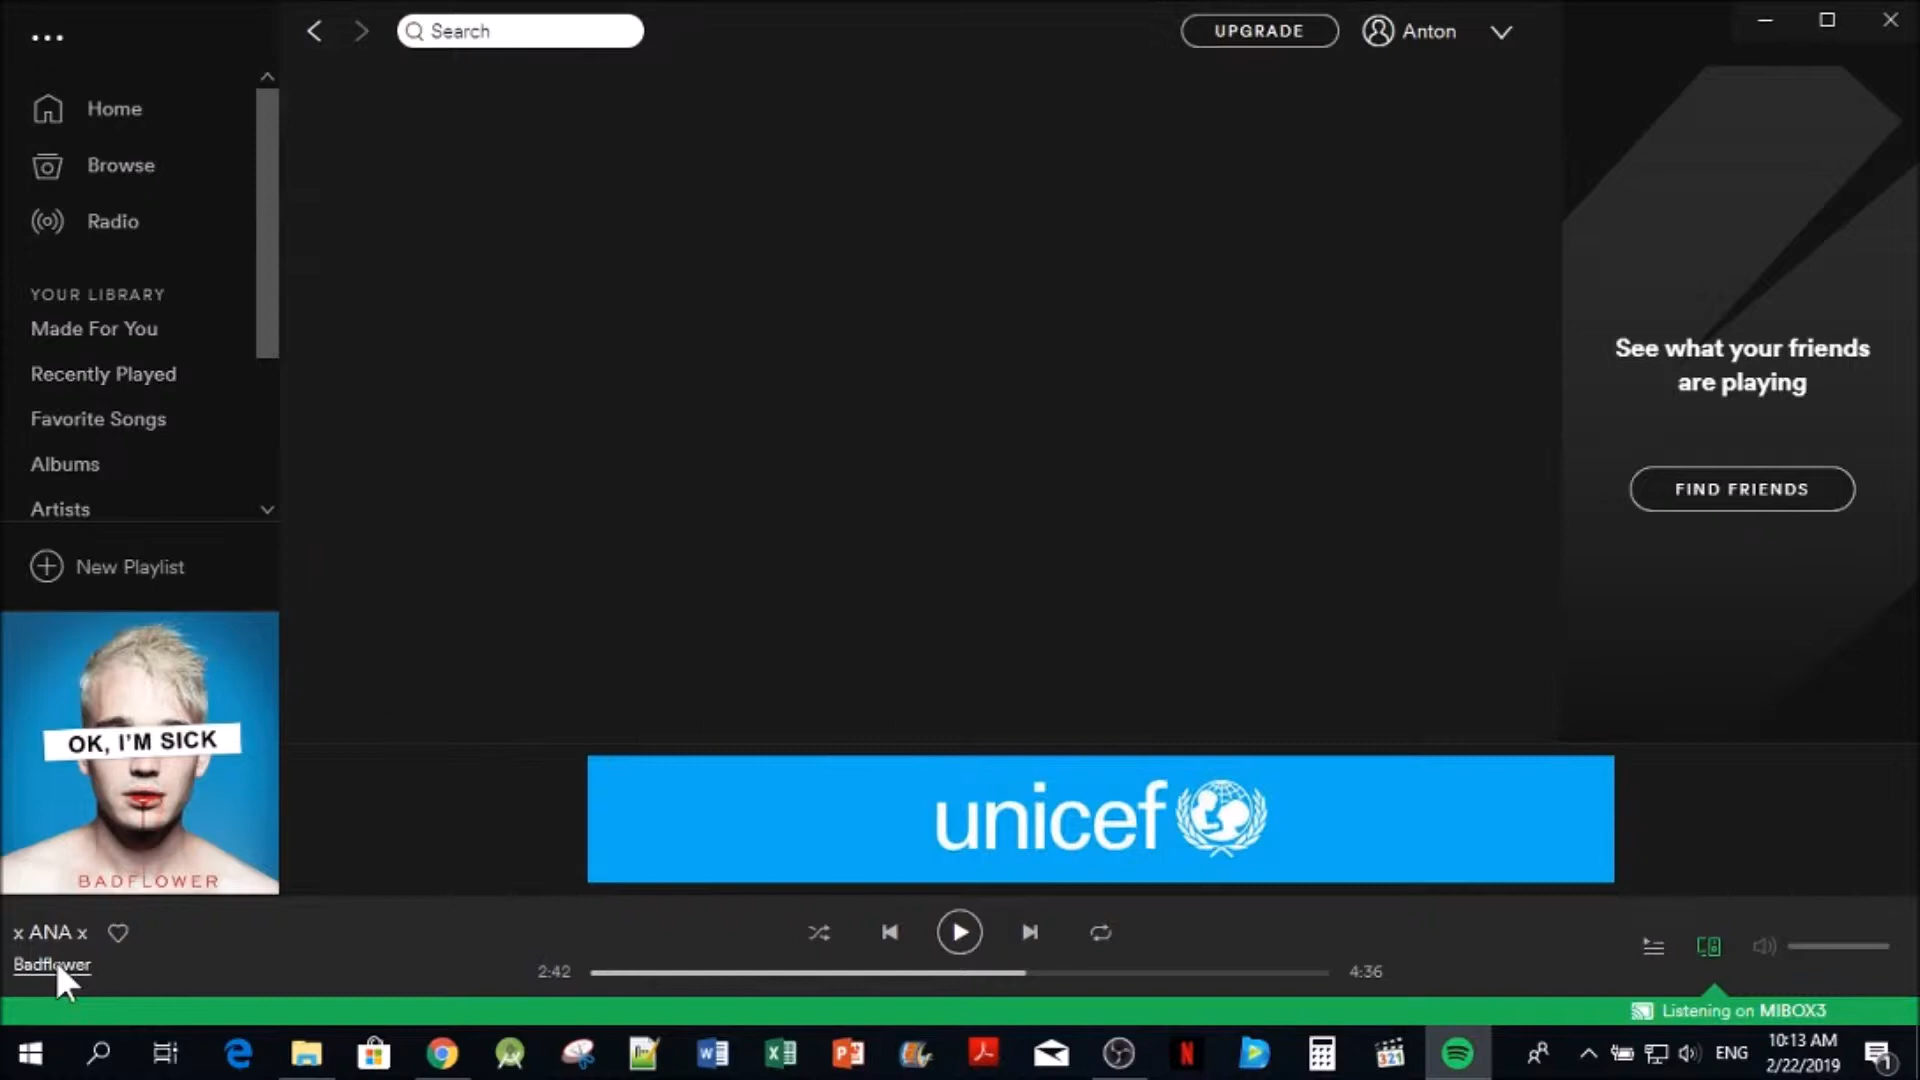 Search
UPGRADE
Anton
Home
Browse
Radio
YOUR LIBRARY
Made For You
Recently Played
Favorite Songs
Albums
Artists
New Playlist
See what your friends
are playing
FIND FRIENDS
OK, I'M SICK
BADFLOWER
unicef
x ANA x
Badflower
2:42
4:36
Listening on MIBOX3
ENG
10:13 AM
2/22/2019
1
321